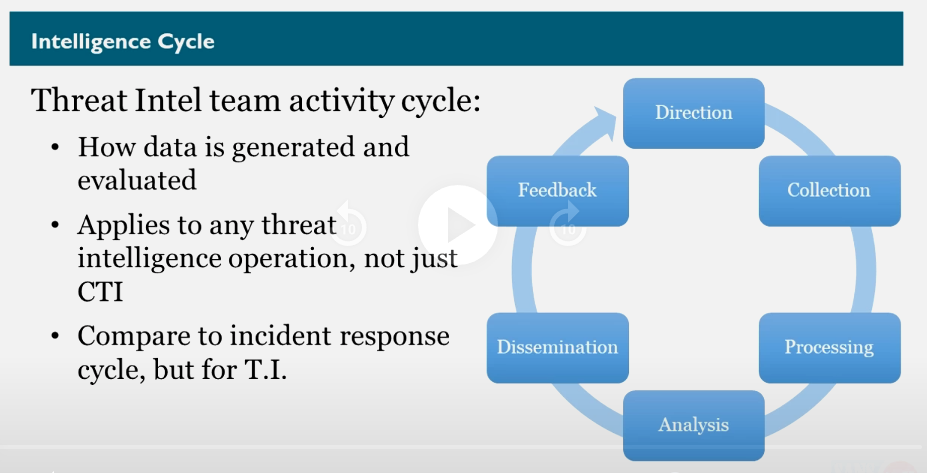 Intelligence Cycle
Threat Intel team activity cycle:
• How data is generated and
evaluated
• Applies to any threat
intelligence operation, not just
CTI
• Compare to incident response
cycle, but for T.I.
Direction
Collection
Processing
Analysis
Dissemination
Feedback
10
10